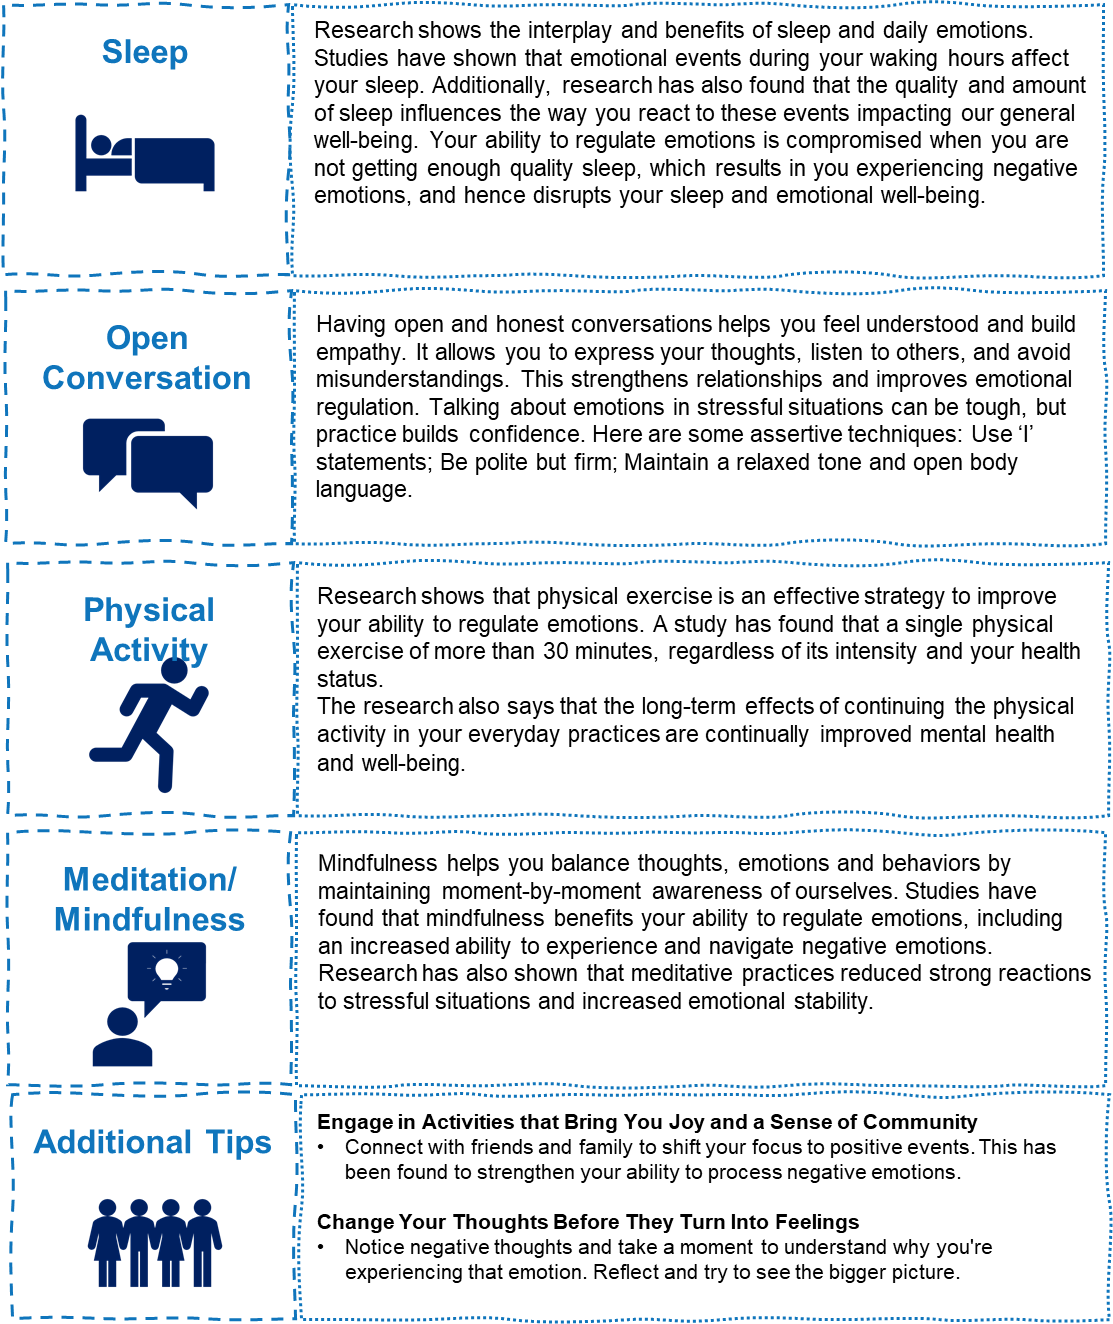 Sleep
Research shows the interplay and benefits of sleep and daily emotions.
Studies have shown that emotional events during your waking hours affect
your sleep. Additionally, research has also found that the quality and amount
of sleep influences the way you react to these events impacting our general
well-being. Your ability to regulate emotions is compromised when you are
not getting enough quality sleep, which results in you experiencing negative
emotions, and hence disrupts your sleep and emotional well-being.
Open
Conversation
Having open and honest conversations helps you feel understood and build
empathy. It allows you to express your thoughts, listen to others, and avoid
misunderstandings. This strengthens relationships and improves emotional
regulation. Talking about emotions in stressful situations can be tough, but
practice builds confidence. Here are some assertive techniques: Use ‘I’
statements; Be polite but firm; Maintain a relaxed tone and open body
language.
Physical
Activity
Research shows that physical exercise is an effective strategy to improve
your ability to regulate emotions. A study has found that a single physical
exercise of more than 30 minutes, regardless of its intensity and your health
status.
The research also says that the long-term effects of continuing the physical
activity in your everyday practices are continually improved mental health
and well-being.
Meditation/
Mindfulness
Mindfulness helps you balance thoughts, emotions and behaviors by
maintaining moment-by-moment awareness of ourselves. Studies have
found that mindfulness benefits your ability to regulate emotions, including
an increased ability to experience and navigate negative emotions.
Research has also shown that meditative practices reduced strong reactions
to stressful situations and increased emotional stability.
Additional Tips
Engage in Activities that Bring You Joy and a Sense of Community
• Connect with friends and family to shift your focus to positive events. This has
been found to strengthen your ability to process negative emotions.
Change Your Thoughts Before They Turn Into Feelings
• Notice negative thoughts and take a moment to understand why you're
experiencing that emotion. Reflect and try to see the bigger picture.